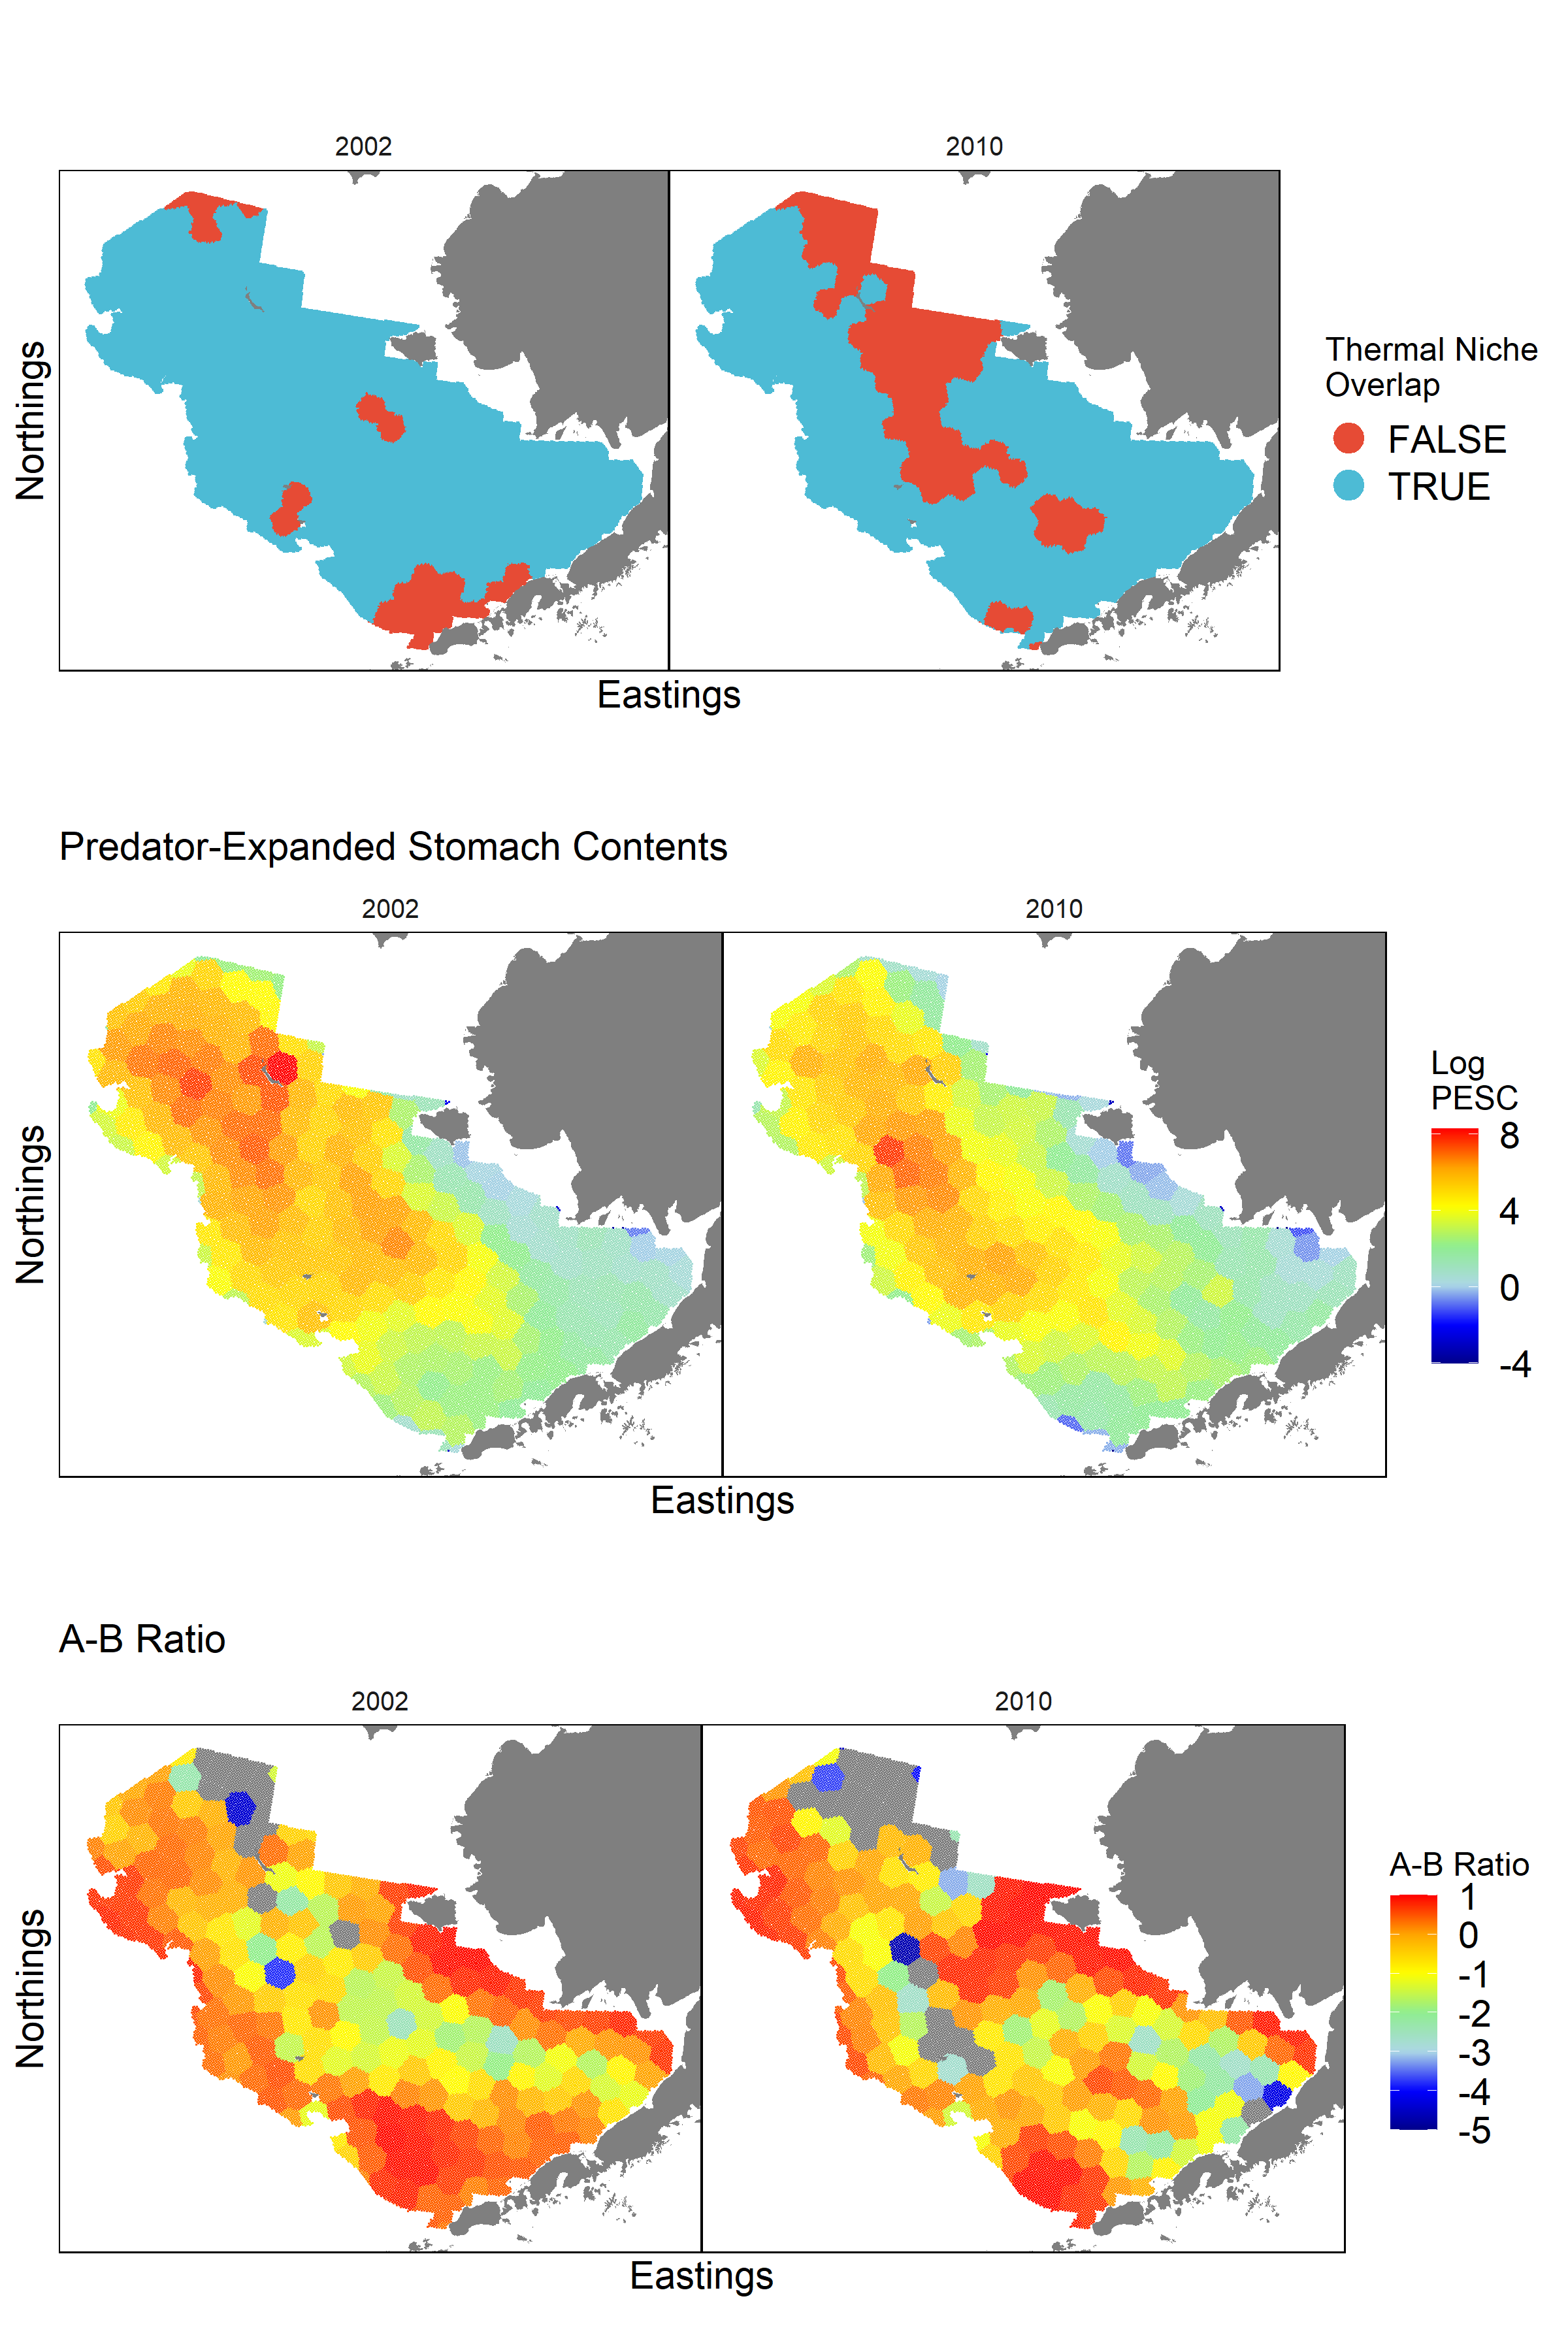 2002
2010
Northings
Thermal Niche
Overlap
FALSE
TRUE
Eastings
Predator-Expanded Stomach Contents
2002
2010
Northings
Log
PESC
8
4
0
-4
Eastings
A-B Ratio
2002
2010
Northings
A-B Ratio
1
0
-1
-2
-3
-4
-5
Eastings